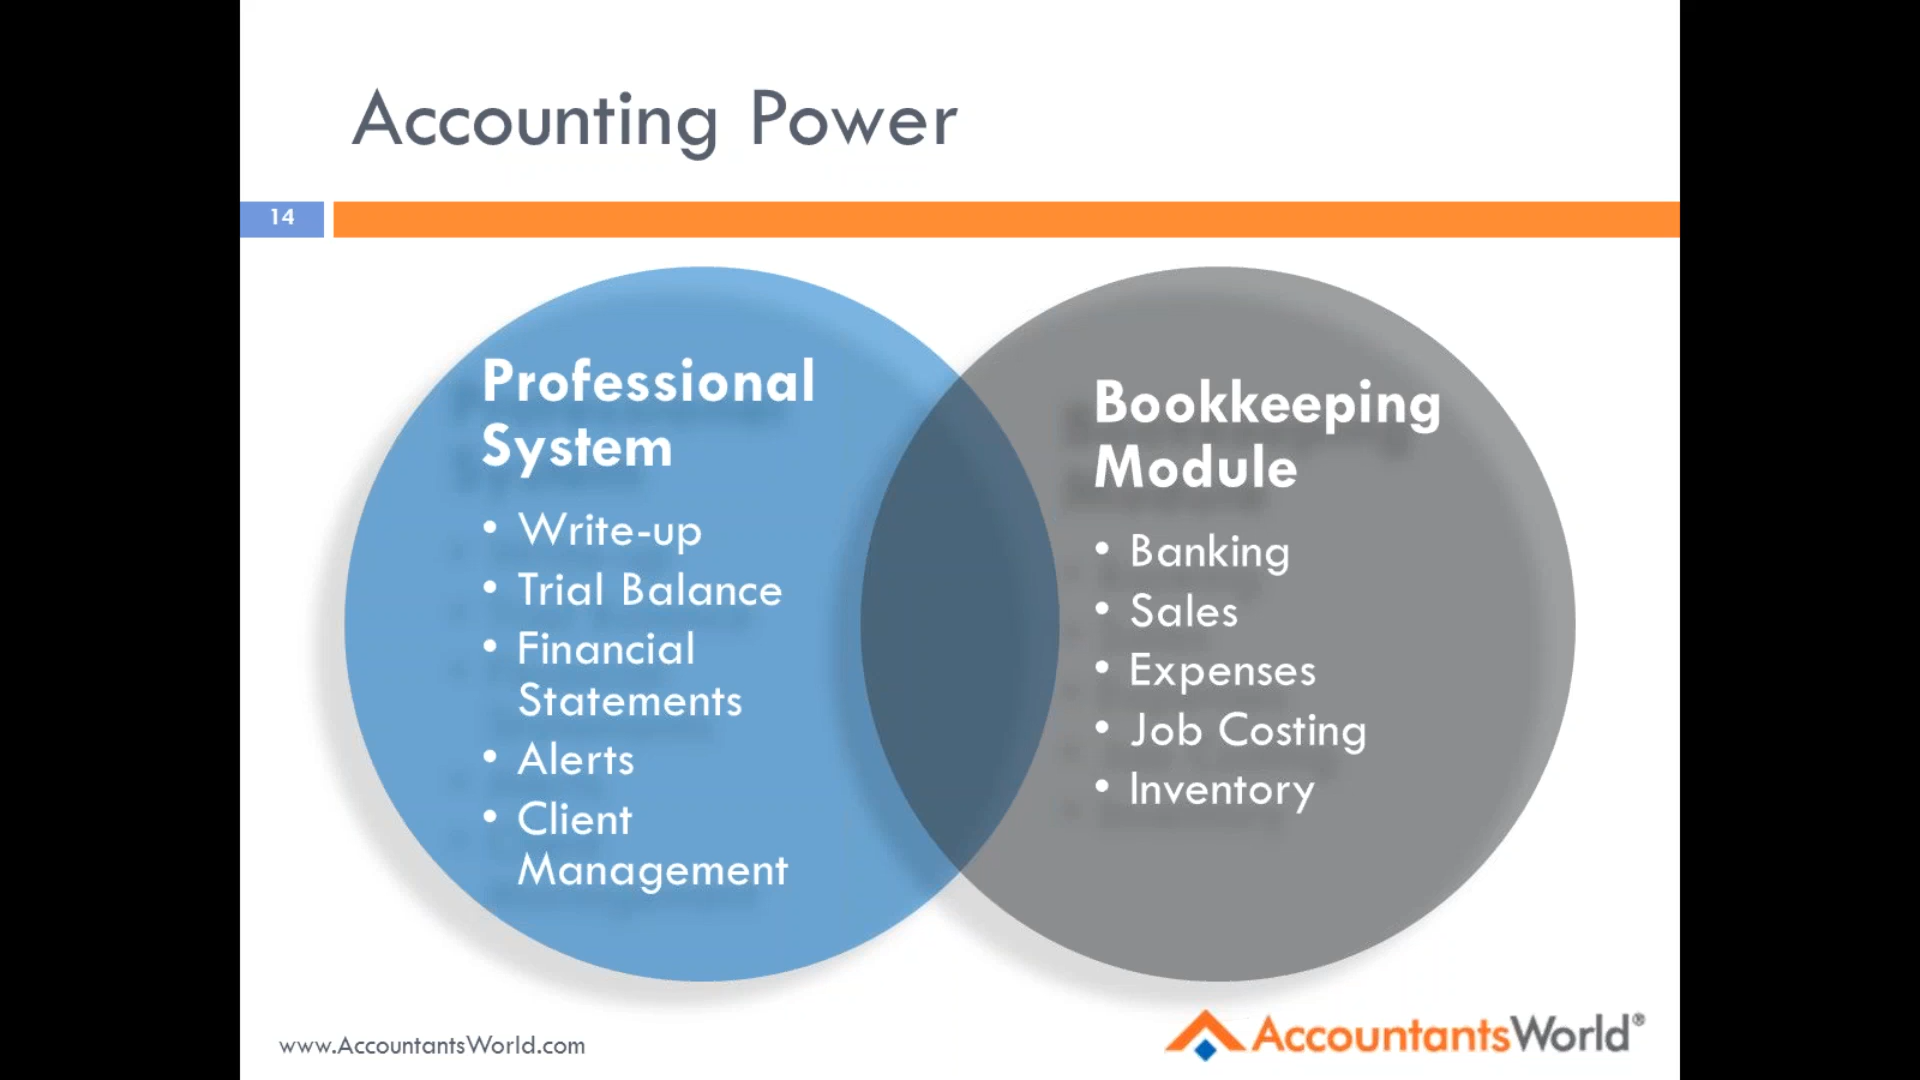 Accounting Power
14
Professional
System
• Write-up
• Trial Balance
• Financial
Statements
• Alerts
• Client
Management
Bookkeeping
Module
• Banking
• Sales
• Expenses
• Job Costing
• Inventory
www.AccountantsWorld.com
AccountantsWorld®